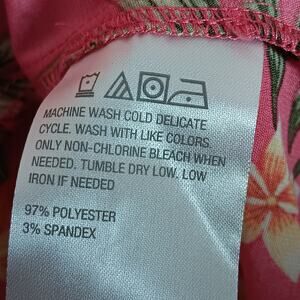 MACHINE WASH COLD DELICATE
CYCLE. WASH WITH LIKE COLORS.
ONLY NON-CHLORINE BLEACH WHEN
NEEDED. TUMBLE DRY LOW. LOW
IRON IF NEEDED
97% POLYESTER
3% SPANDEX